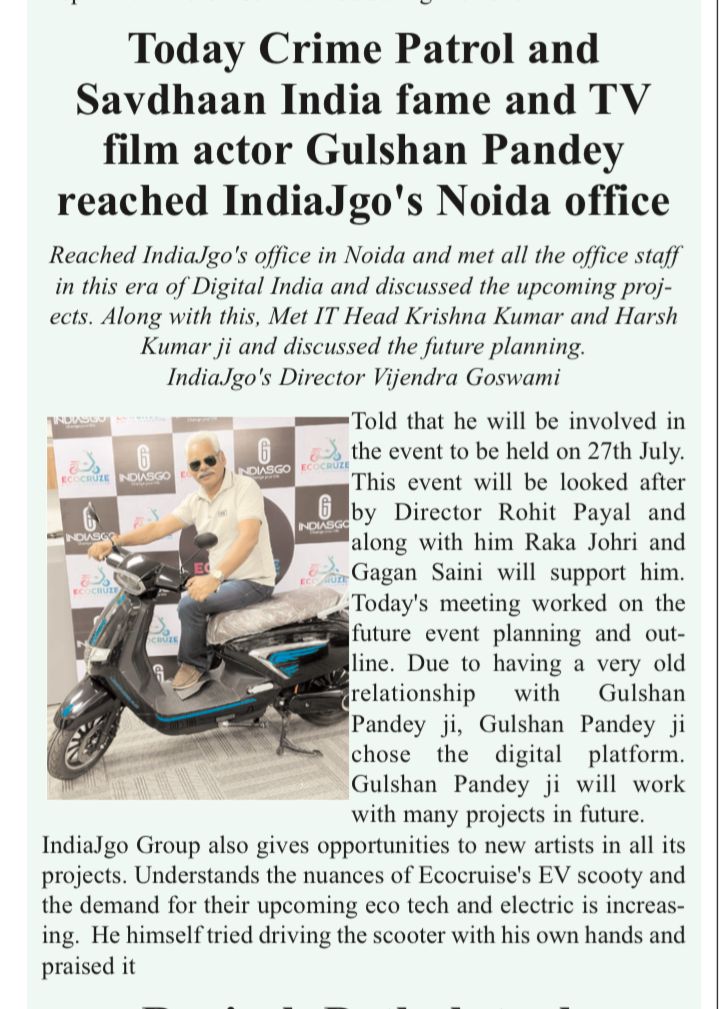 Today Crime Patrol and
Savdhaan India fame and TV
film actor Gulshan Pandey
reached IndiaJgo's Noida office
Reached IndiaJgo's office in Noida and met all the office staff
in this era of Digital India and discussed the upcoming proj-
ects. Along with this, Met IT Head Krishna Kumar and Harsh
Kumar ji and discussed the future planning.
IndiaJgo's Director Vijendra Goswami
INDIASGO
ECOCRUZE
INDIASGO
INDIASGO
ECOCRUZE
INDIASGO
INDIASGO
ECOCRUZE
Told that he will be involved in
the event to be held on 27th July.
This event will be looked after
by Director Rohit Payal and
along with him Raka Johri and
Gagan Saini will support him.
Today's meeting worked on the
future event planning and out-
line. Due to having a very old
relationship with Gulshan
Pandey ji, Gulshan Pandey ji
chose the digital platform.
Gulshan Pandey ji will work
with many projects in future.
IndiaJgo Group also gives opportunities to new artists in all its
projects. Understands the nuances of Ecocruise's EV scooty and
the demand for their upcoming eco tech and electric is increas-
ing. He himself tried driving the scooter with his own hands and
praised it